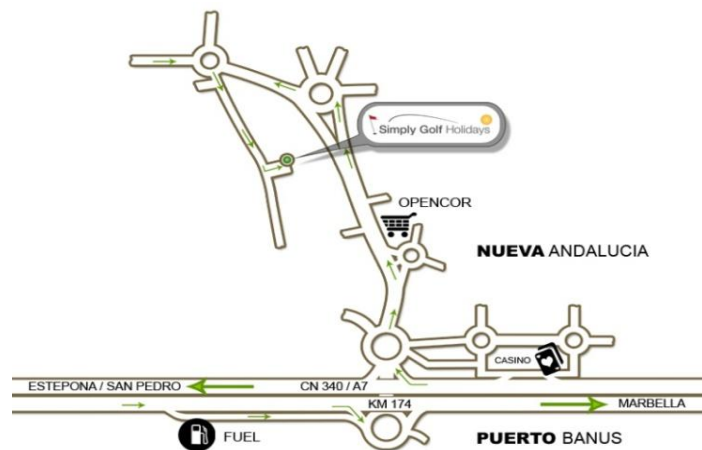 Simply Golf Holidays
OPENCOR
NUEVA ANDALUCIA
CASINO
ESTEPONA / SAN PEDRO
CN 340 / A7
KM 174
MARBELLA
FUEL
PUERTO BANUS